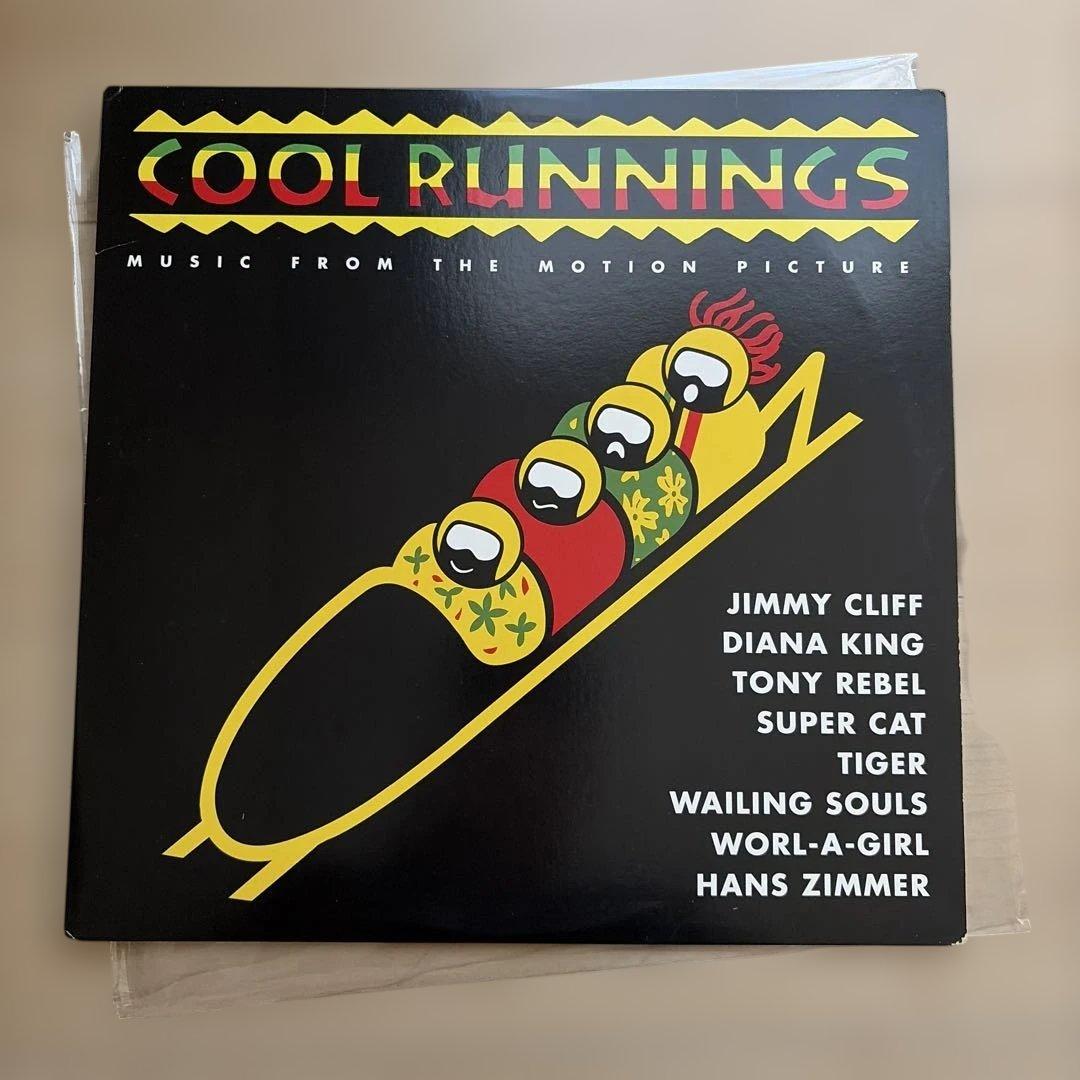 COOL RUNNINGS
MUSIC FROM THE MOTION PICTURE
JIMMY CLIFF
DIANA KING
TONY REBEL
SUPER CAT
TIGER
WAILING SOULS
WORL-A-GIRL
HANS ZIMMER